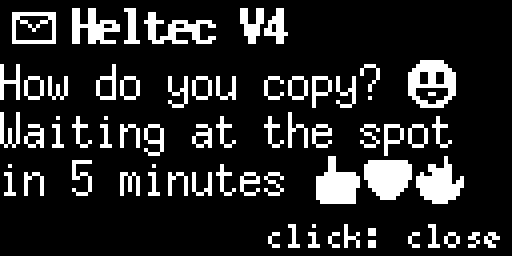 Heltec V4
How do you copy? 😃
Waiting at the spot
in 5 minutes 👍❤🔥
click: close